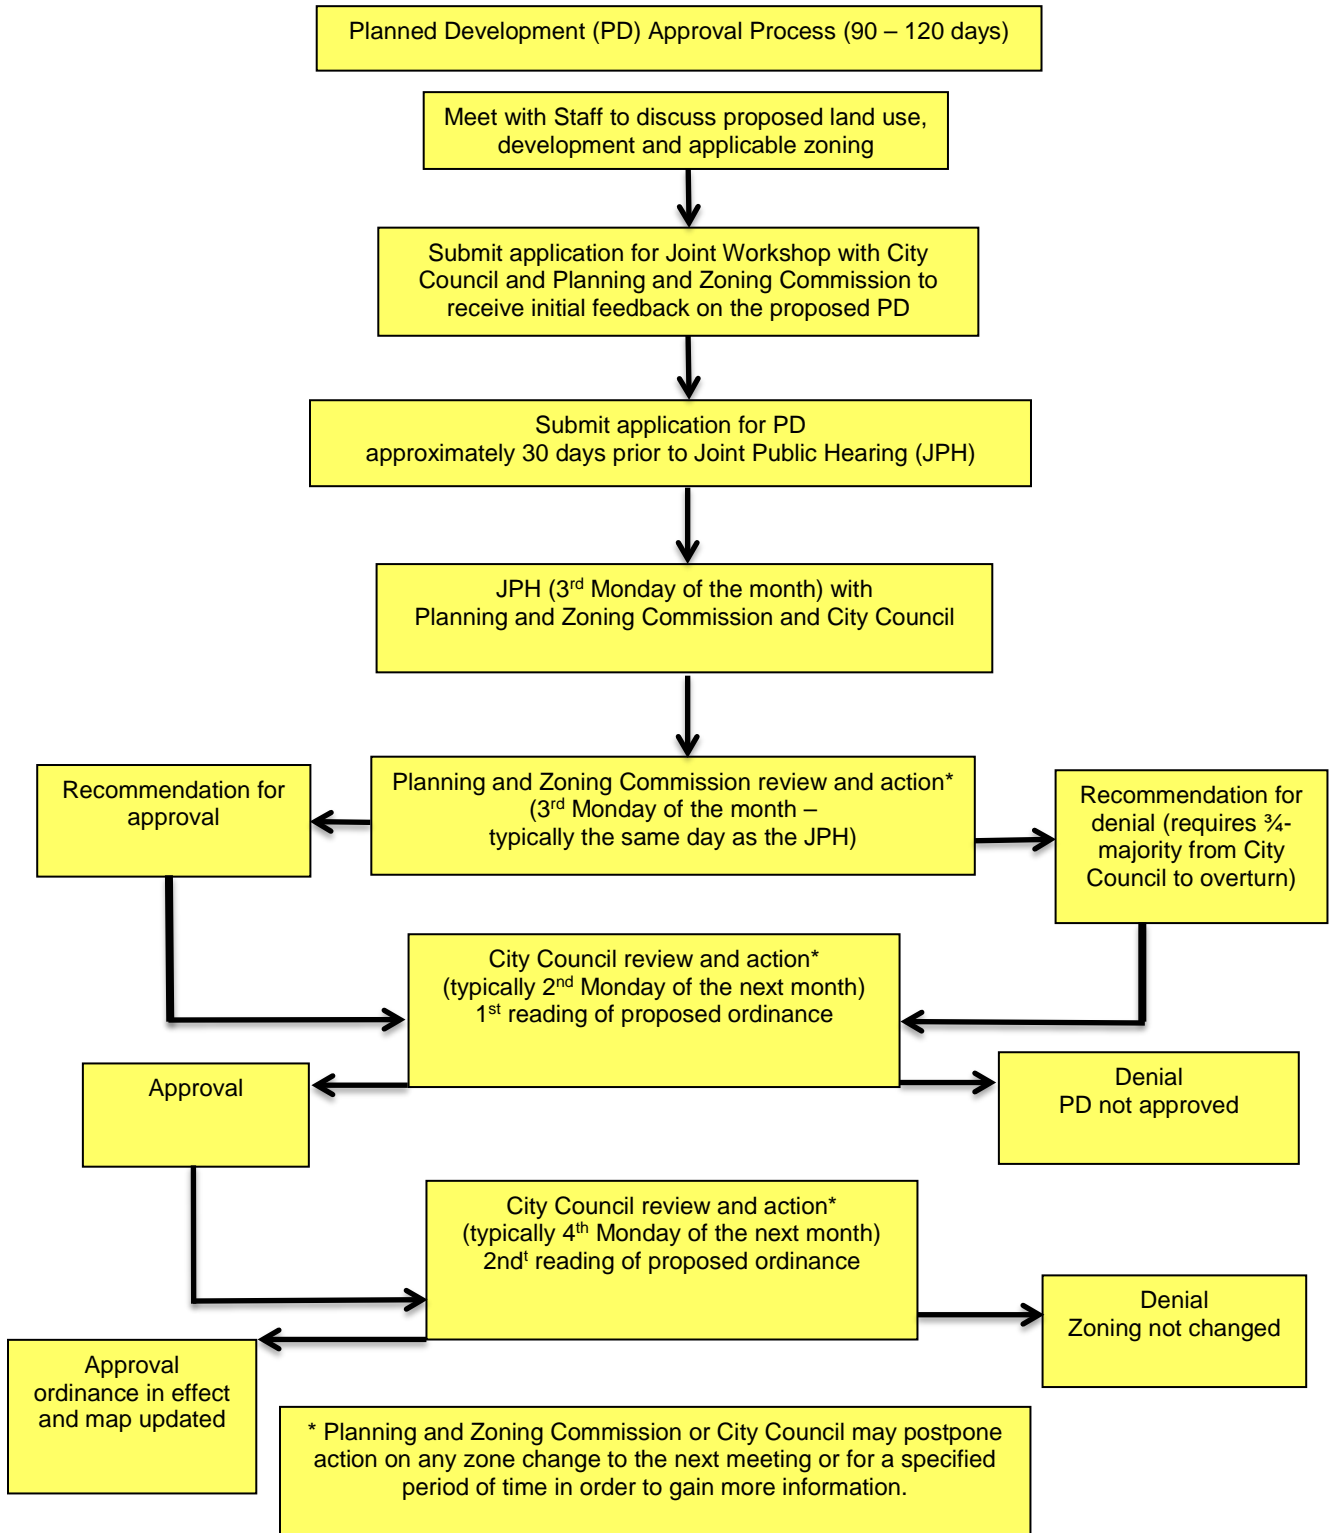 Planned Development (PD) Approval Process (90 – 120 days)
Meet with Staff to discuss proposed land use,
development and applicable zoning
Submit application for Joint Workshop with City
Council and Planning and Zoning Commission to
receive initial feedback on the proposed PD
Submit application for PD
approximately 30 days prior to Joint Public Hearing (JPH)
JPH (3rd Monday of the month) with
Planning and Zoning Commission and City Council
Planning and Zoning Commission review and action*
(3rd Monday of the month –
typically the same day as the JPH)
Recommendation for
approval
Recommendation for
denial (requires ¾-
majority from City
Council to overturn)
City Council review and action*
(typically 2nd Monday of the next month)
1st reading of proposed ordinance
Approval
Denial
PD not approved
City Council review and action*
(typically 4th Monday of the next month)
2ndt reading of proposed ordinance
Denial
Zoning not changed
Approval
ordinance in effect
and map updated
* Planning and Zoning Commission or City Council may postpone
action on any zone change to the next meeting or for a specified
period of time in order to gain more information.